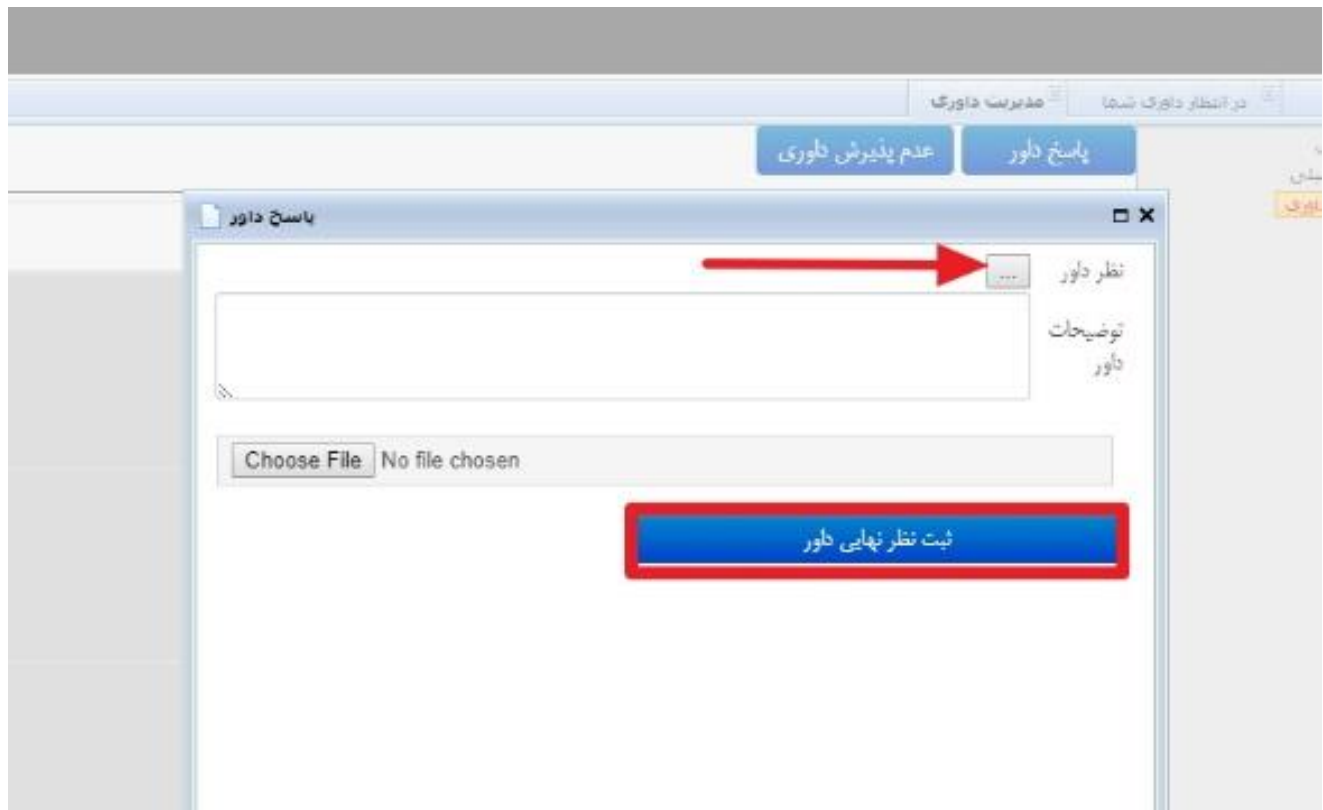 در انتظار داوری شما
مدیریت داوری
پاسخ داور
عدم پذیرش داوری
پاسخ داور
نظر داور
...
توضیحات
داور
Choose File No file chosen
ثبت نظر نهایی داور